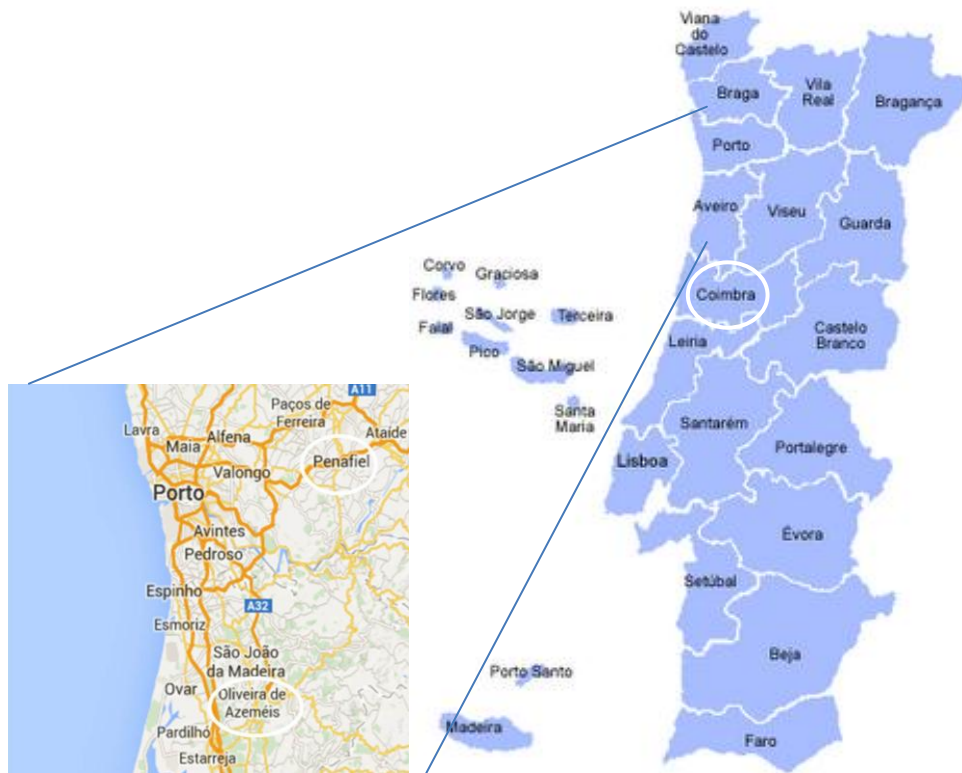 Viana
do
Castelo
Braga
Vila
Real
Bragança
Porto
Aveiro
Viseu
Guarda
Coimbra
Corvo
Graciosa
Flores
São Jorge
Terceira
Faial
Pico
São Miguel
Santa
Maria
Leiria
Castelo
Branco
Santarém
Portalegre
Lisboa
Évora
Setúbal
Beja
Porto Santo
Madeira
Faro
A11
Paços de
Ferreira
Lavra
Alfena
Ataíde
Maia
Penafiel
Valongo
Porto
Avintes
Pedroso
Espinho
A32
Esmoriz
São João
da Madeira
Ovar
Oliveira de
Azeméis
Pardilhó
Estarreja